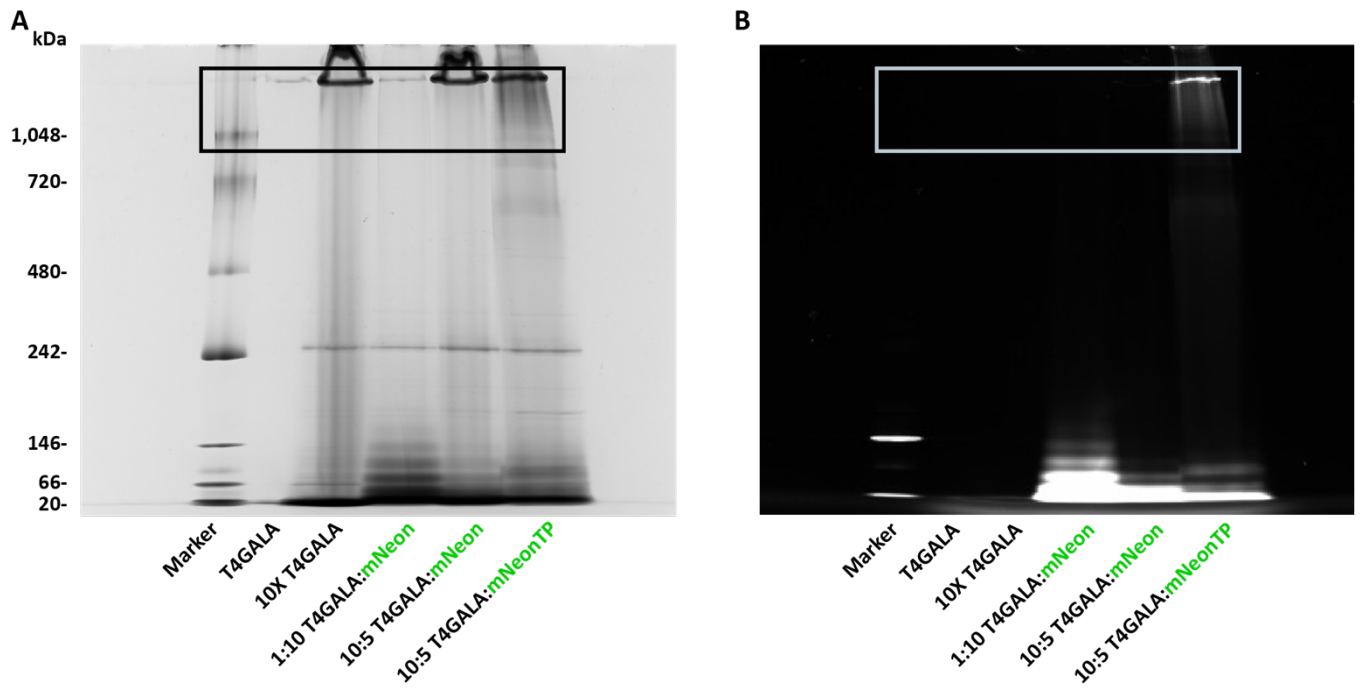 A
kDa
1,048-
720-
480-
242-
146-
66-
20-
Marker
T4GALA
10X T4GALA
1:10 T4GALA:mNeon
10:5 T4GALA:mNeon
10:5 T4GALA:mNeonTP
B
Marker
T4GALA
10X T4GALA
1:10 T4GALA:mNeon
10:5 T4GALA:mNeon
10:5 T4GALA:mNeonTP